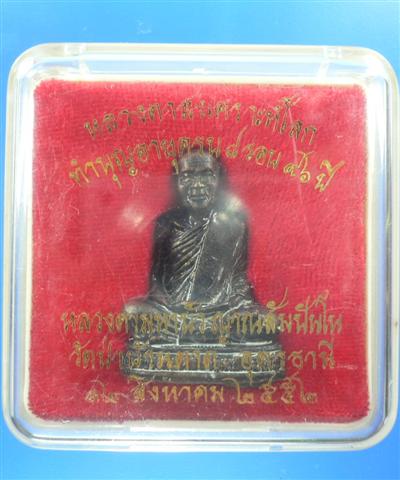 หลวงตามหาบัว ญาณสัมปันโน
ทำบุญอายุครบ ๘ รอบ ๙๖ ปี
วัดป่าบ้านตาด อุดรธานี
๑๒ สิงหาคม ๒๕๕๒